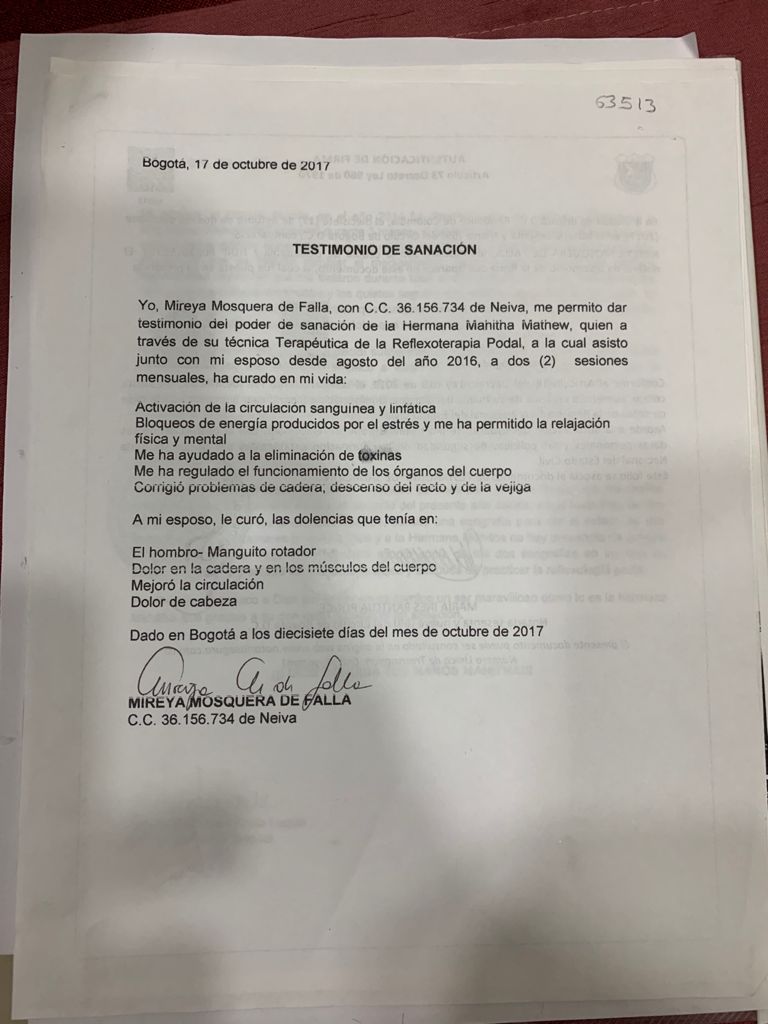 63513
Bogotá, 17 de octubre de 2017
TESTIMONIO DE SANACIÓN
Yo, Mireya Mosquera de Falla, con C.C. 36.156.734 de Neiva, me permito dar
testimonio del poder de sanación de la Hermana Mahitha Mathew, quien a
través de su técnica Terapéutica de la Reflexoterapia Podal, a la cual asisto
junto con mi esposo desde agosto del año 2016, a dos (2) sesiones
mensuales, ha curado en mi vida:
Activación de la circulación sanguínea y linfática
Bloqueos de energía producidos por el estrés y me ha permitido la relajación
física y mental
Me ha ayudado a la eliminación de toxinas
Me ha regulado el funcionamiento de los órganos del cuerpo
Corrigió problemas de cadera, descenso del recto y de la vejiga
A mi esposo, le curó, las dolencias que tenía en:
El hombro- Manguito rotador
Dolor en la cadera y en los músculos del cuerpo
Mejoró la circulación
Dolor de cabeza
Dado en Bogotá a los diecisiete días del mes de octubre de 2017
MIREYA MOSQUERA DE FALLA
C.C. 36.156.734 de Neiva